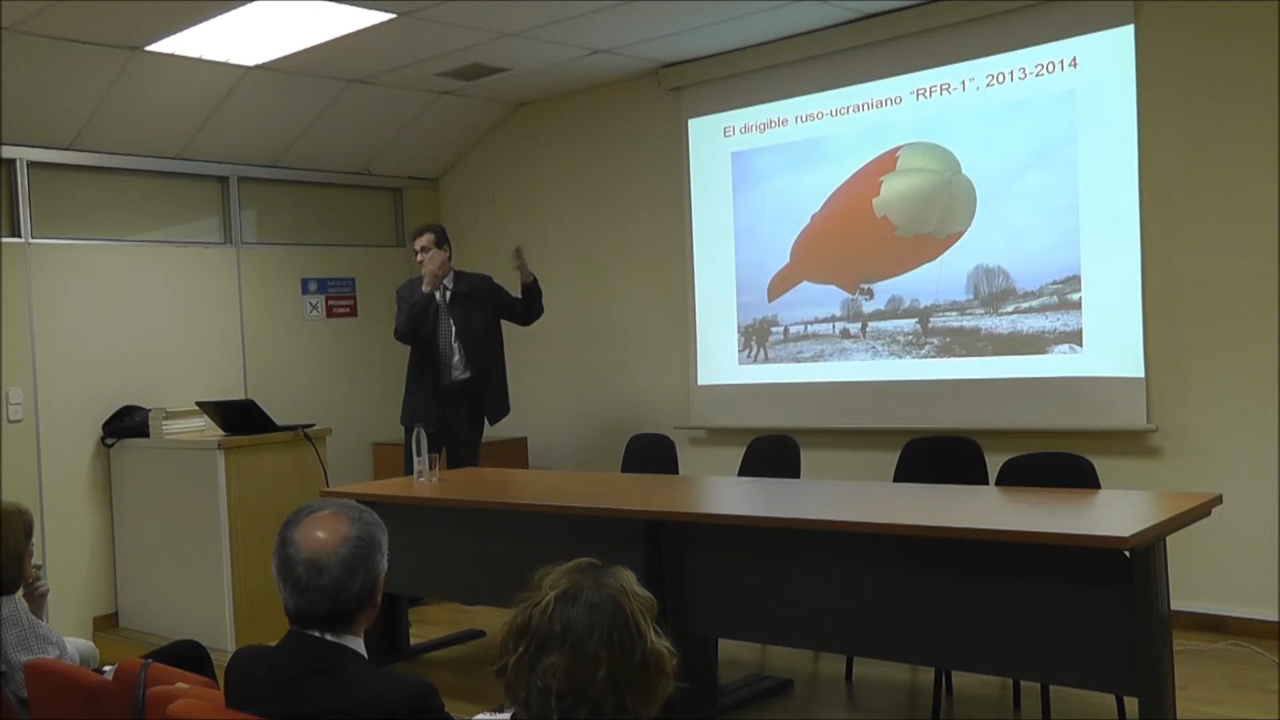 El dirigible ruso-ucraniano “RFR-1”, 2013-2014
PROHIBIDO
FUMAR